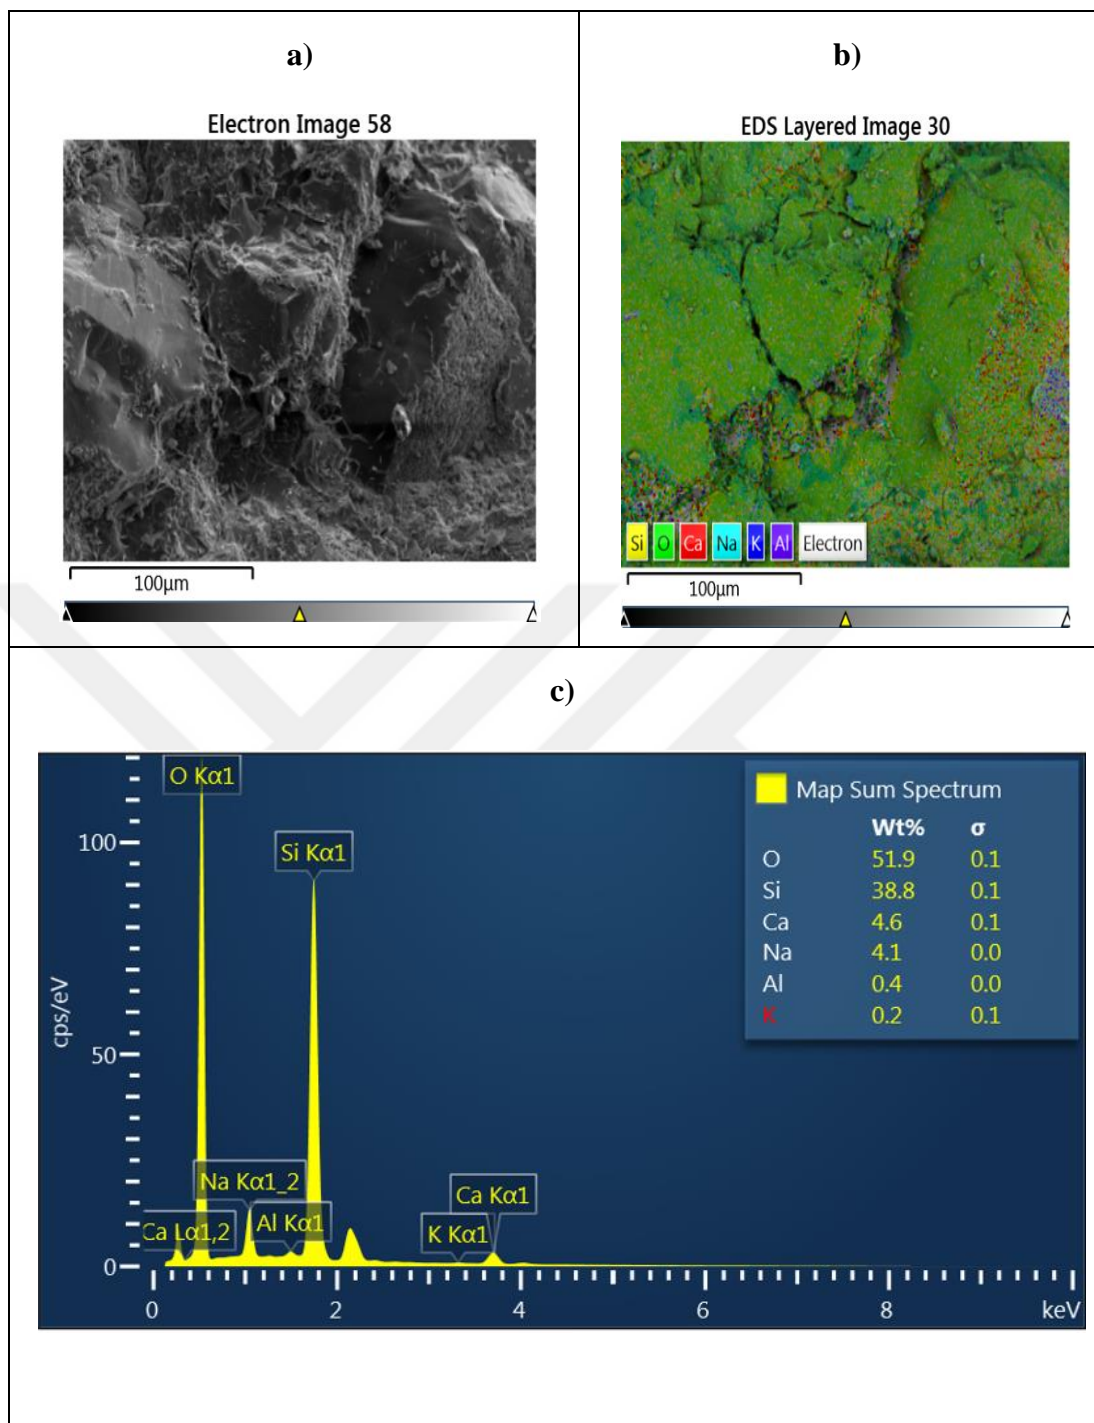 a)
b)
Electron Image 58
EDS Layered Image 30
Si O Ca Na K Al Electron
100µm
100µm
c)
O Kα1
Map Sum Spectrum
Wt% σ
O 51.9 0.1
Si 38.8 0.1
Ca 4.6 0.1
Na 4.1 0.0
Al 0.4 0.0
K 0.2 0.1
100
Si Kα1
cps/eV
50
Na Kα1_2
Ca Kα1
Ca Lα1,2
Al Kα1
K Kα1
0
0 2 4 6 8 keV